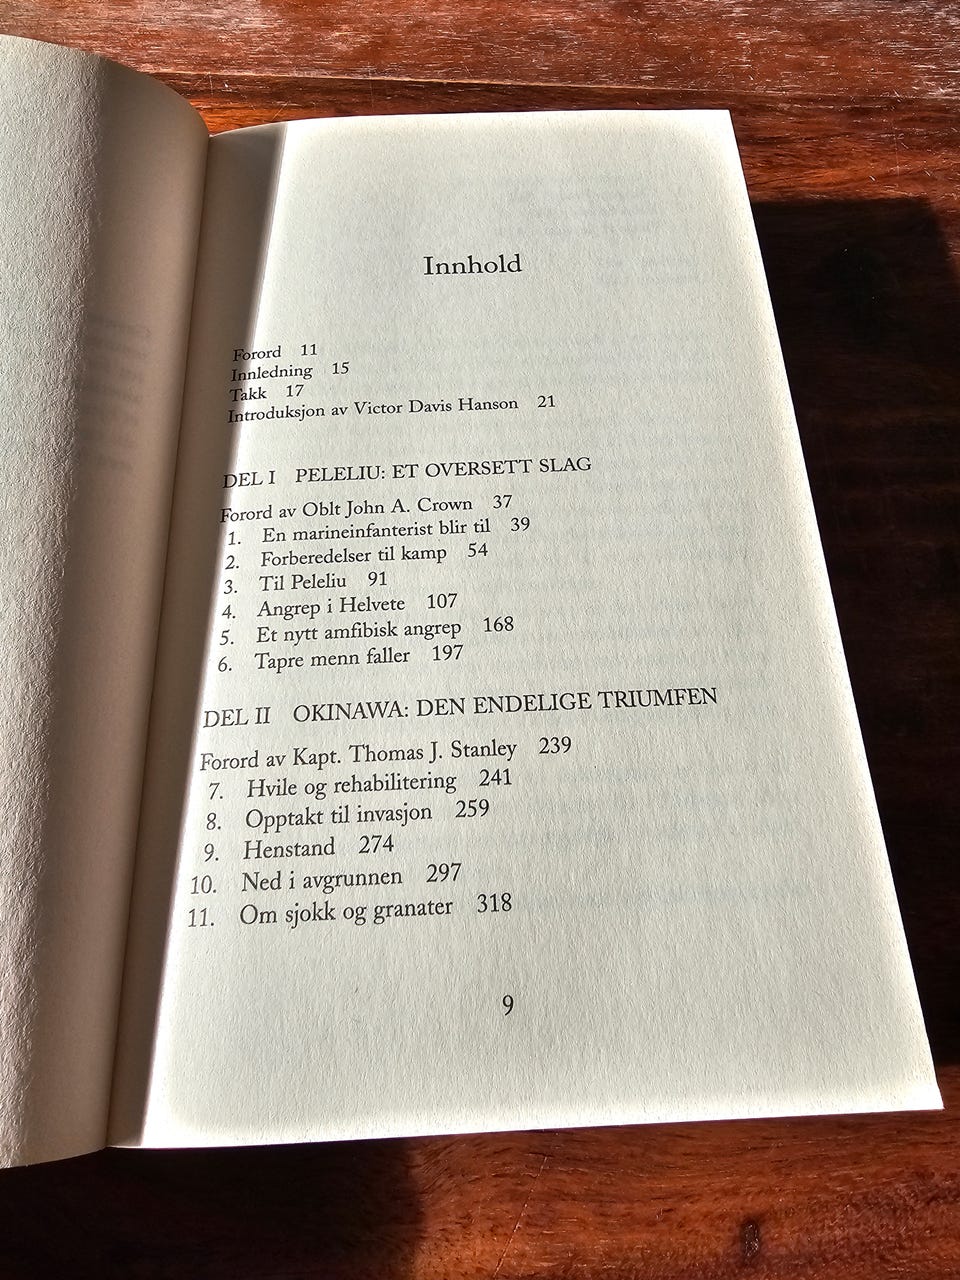 Innhold
Forord 11
Innledning 15
Takk 17
Introduksjon av Victor Davis Hanson 21
DEL I PELELIU: ET OVERSETT SLAG
Forord av Oblt John A. Crown 37
1. En marineinfanterist blir til 39
2. Forberedelser til kamp 54
3. Til Peleliu 91
4. Angrep i Helvete 107
5. Et nytt amfibisk angrep 168
6. Tapre menn faller 197
DEL II OKINAWA: DEN ENDELIGE TRIUMFEN
Forord av Kapt. Thomas J. Stanley 239
7. Hvile og rehabilitering 241
8. Opptakt til invasjon 259
9. Henstand 274
10. Ned i avgrunnen 297
11. Om sjokk og granater 318
9